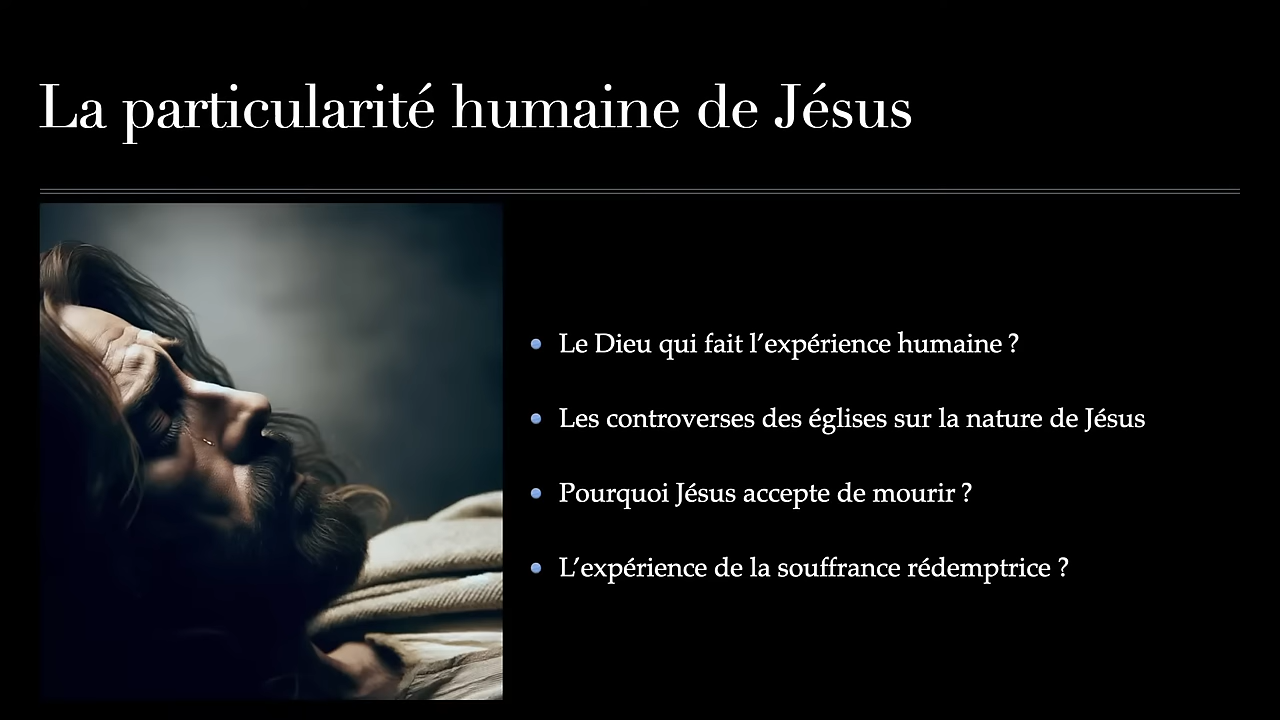 La particularité humaine de Jésus
• Le Dieu qui fait l’expérience humaine ?
• Les controverses des églises sur la nature de Jésus
• Pourquoi Jésus accepte de mourir ?
• L’expérience de la souffrance rédemptrice ?